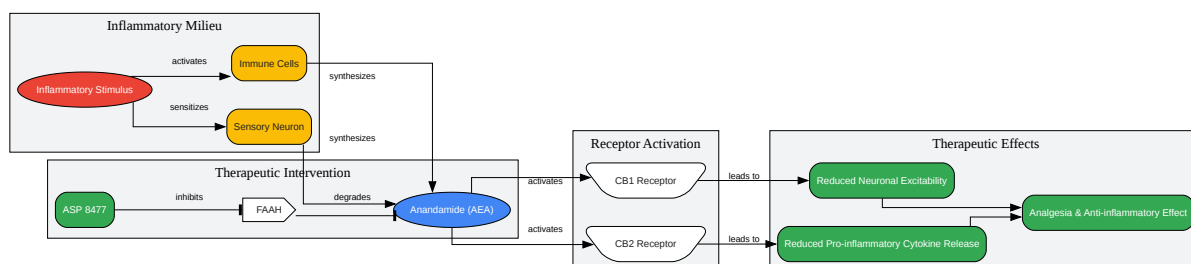 Inflammatory Milieu
activates
Immune Cells
Inflammatory Stimulus
synthesizes
sensitizes
Sensory Neuron
synthesizes
Therapeutic Intervention
ASP 8477
inhibits
FAAH
degrades
Anandamide (AEA)
activates
activates
Receptor Activation
CB1 Receptor
CB2 Receptor
leads to
leads to
Therapeutic Effects
Reduced Neuronal Excitability
Analgesia & Anti-inflammatory Effect
Reduced Pro-inflammatory Cytokine Release